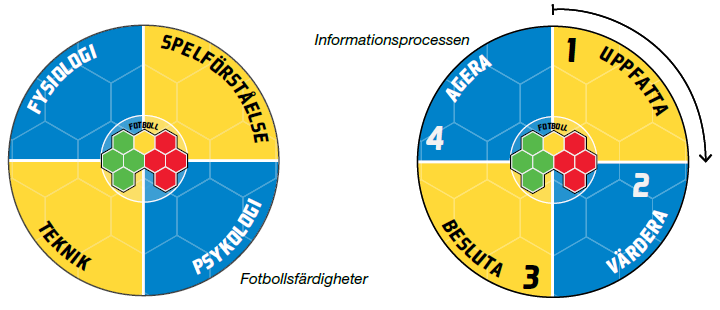 FYSIOLOGI
SPELFÖRSTÅELSE
FOTBOLL
TEKNIK
PSYKOLOGI
Fotbollsfärdigheter
Informationsprocessen
1
UPPFATTA
AGERA
4
FOTBOLL
2
VÄRDERA
BESLUTA
3